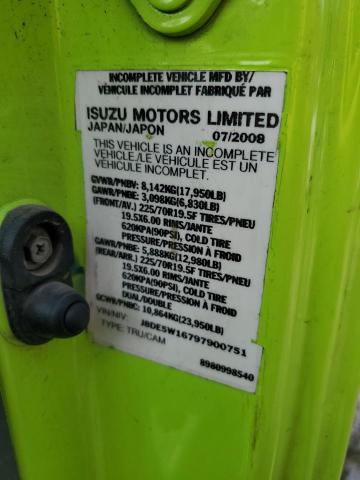 INCOMPLETE VEHICLE MFD BY/
VÉHICULE INCOMPLET FABRIQUÉ PAR
ISUZU MOTORS LIMITED
JAPAN/JAPON 07/2008
THIS VEHICLE IS AN INCOMPLETE
VEHICLE/LE VÉHICULE EST UN
VÉHICULE INCOMPLET.
GVWR/PNBV: 8,142KG(17,950LB)
GAWR/PNBE: 3,098KG(6,830LB)
(FRONT/AV.) 225/70R19.5F TIRES/PNEU
19.5X6.00 RIMS/JANTE
620KPA(90PSI), COLD TIRE
PRESSURE/PRESSION À FROID
GAWR/PNBE: 5,888KG(12,980LB)
(REAR/ARR.) 225/70R19.5F TIRES/PNEU
19.5X6.00 RIMS/JANTE
620KPA(90PSI), COLD TIRE
PRESSURE/PRESSION À FROID
DUAL/DOUBLE
GCWR/PNBC: 10,864KG(23,950LB)
VIN/NIV: J8DE5W16797900751
TYPE: TRU/CAM
8980998540